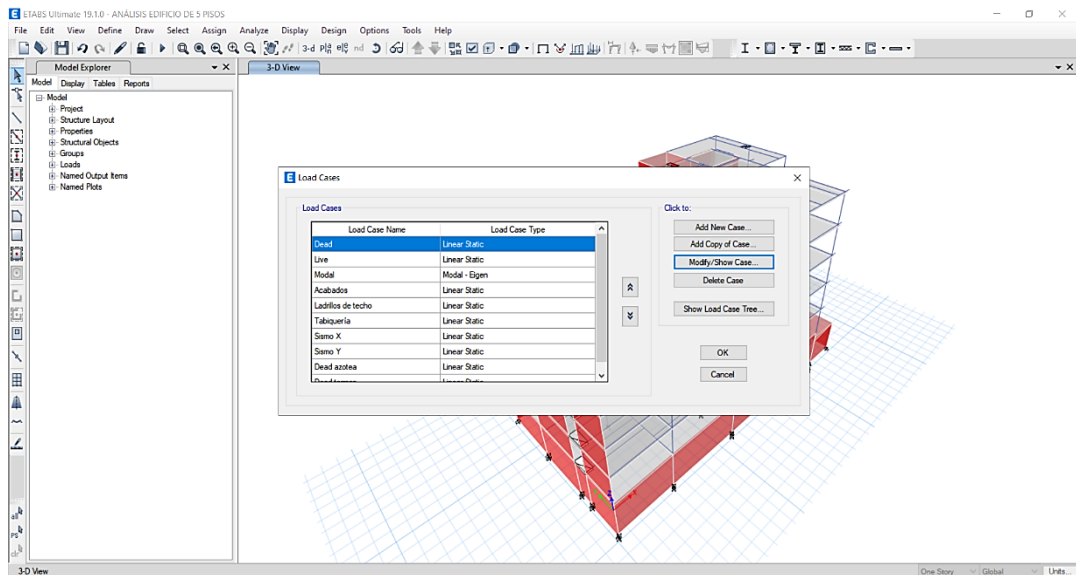 ETABS Ultimate 19.1.0 - ANÁLISIS EDIFICIO DE 5 PISOS
File Edit View Define Draw Select Assign Analyze Display Design Options Tools Help
Model Explorer
3-D View
Model Display Tables Reports
Model
Project
Structure Layout
Properties
Structural Objects
Groups
Loads
Named Output Items
Named Plots
Load Cases
Load Cases
Click to:
Load Case Name Load Case Type
Dead Linear Static
Live Linear Static
Modal Modal - Eigen
Acabados Linear Static
Ladrillos de techo Linear Static
Tabiquería Linear Static
Sismo X Linear Static
Sismo Y Linear Static
Dead azotea Linear Static
Add New Case...
Add Copy of Case...
Modify/Show Case...
Delete Case
Show Load Case Tree...
OK
Cancel
3-D View
One Story Global Units...